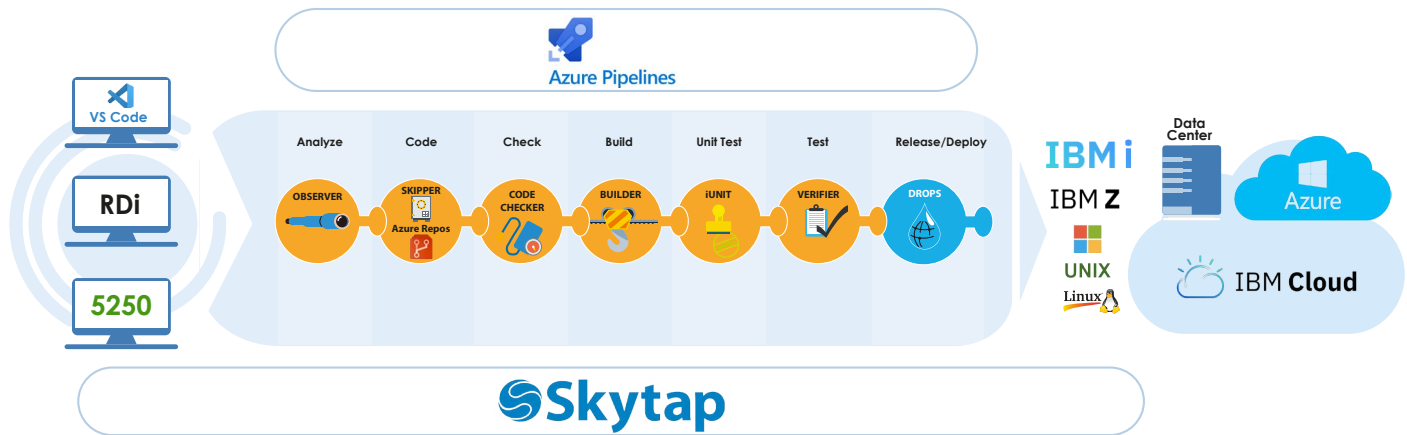 Azure Pipelines
VS Code
RDi
5250
Analyze
Code
Check
Build
Unit Test
Test
Release/Deploy
OBSERVER
SKIPPER
Azure Repos
CODE
CHECKER
BUILDER
iUNIT
VERIFIER
DROPS
IBM i
IBM Z
UNIX
Linux
Data
Center
Azure
IBM Cloud
Skytap